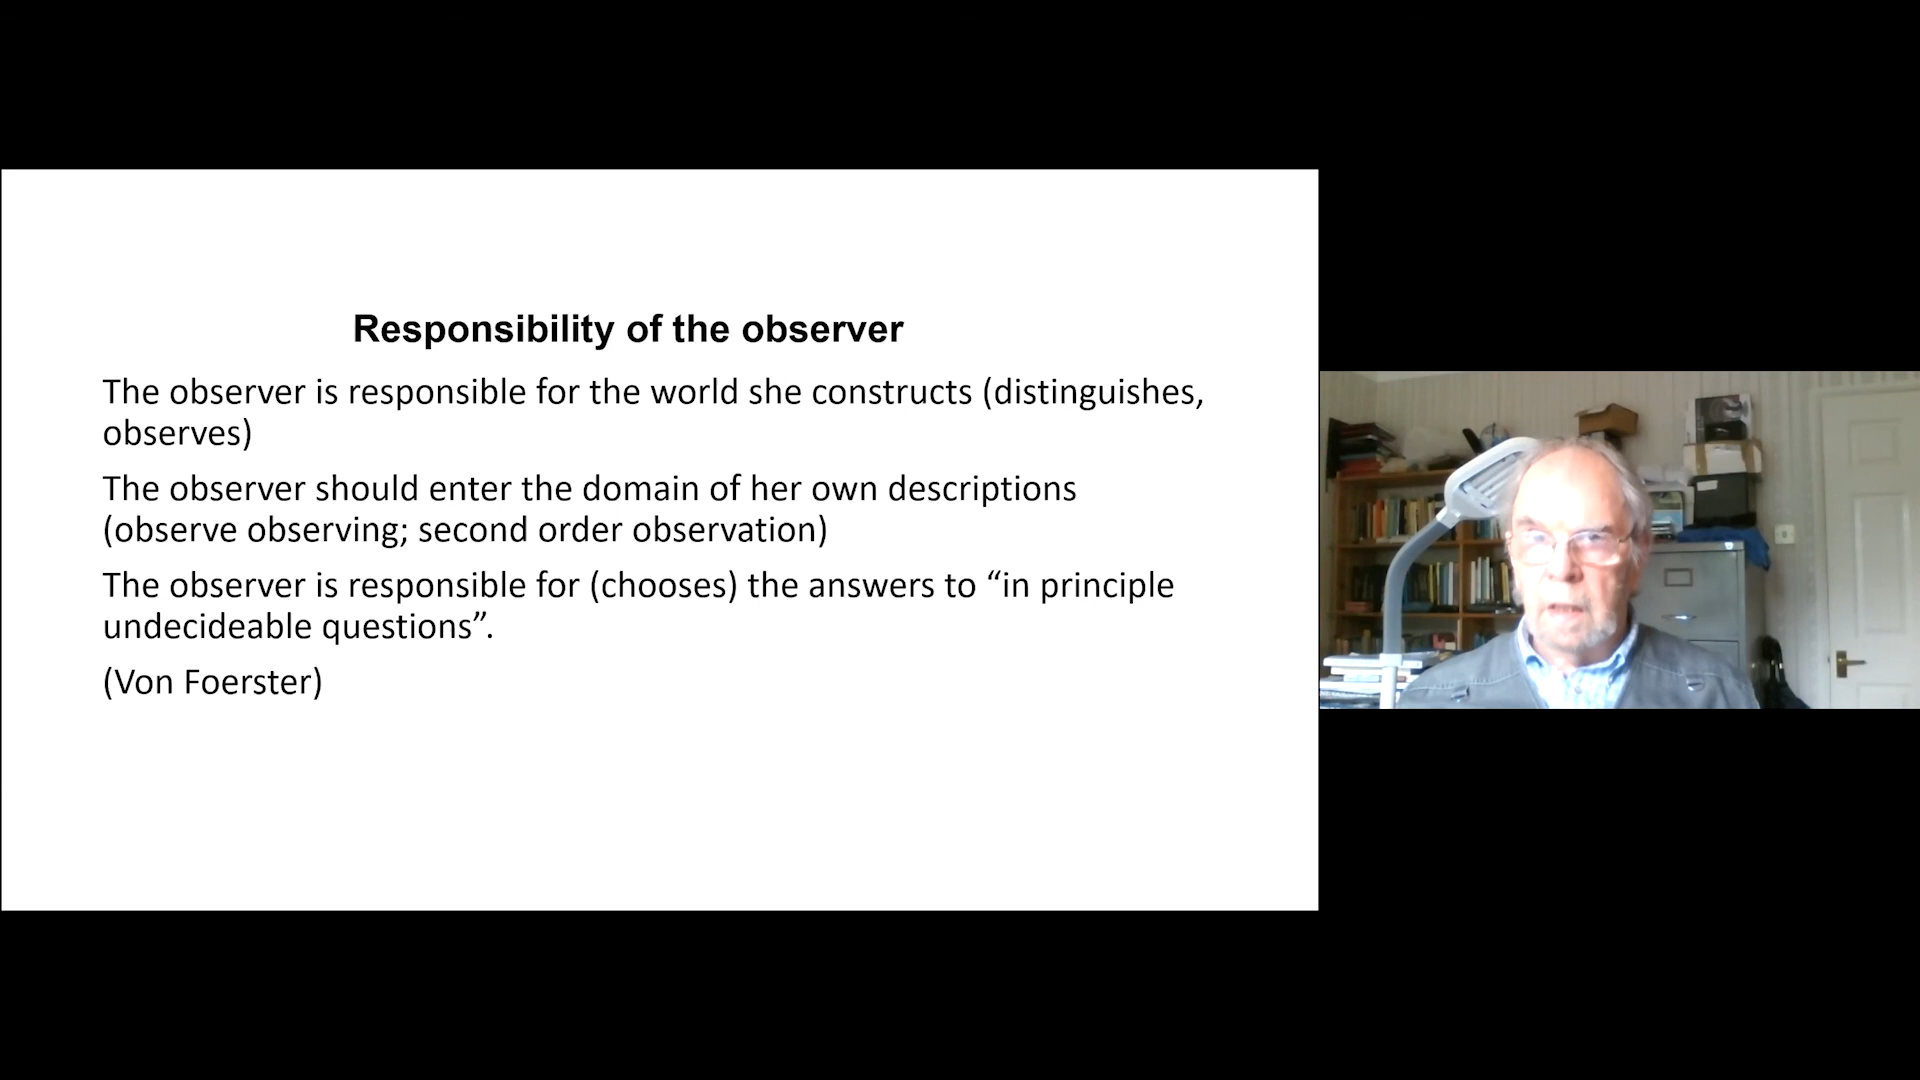 Responsibility of the observer
The observer is responsible for the world she constructs (distinguishes,
observes)
The observer should enter the domain of her own descriptions
(observe observing; second order observation)
The observer is responsible for (chooses) the answers to “in principle
undecideable questions”.
(Von Foerster)